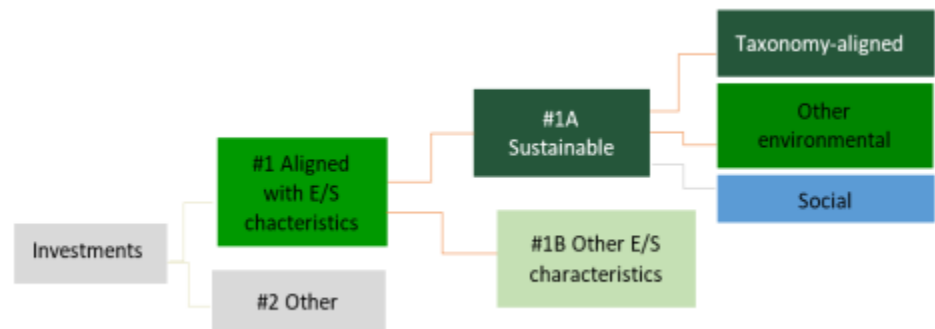 Taxonomy-aligned
#1A
Sustainable
Other
environmental
#1 Aligned
with E/S
chacteristics
Social
Investments
#1B Other E/S
characteristics
#2 Other